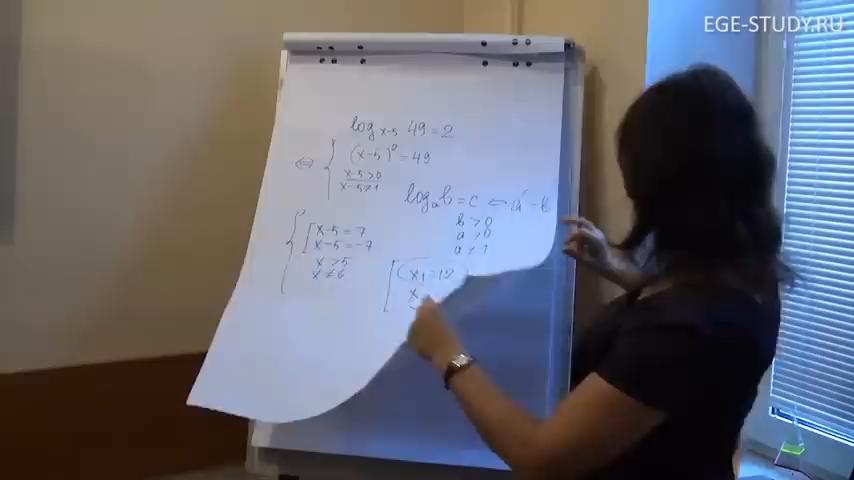 EGE-STUDY.RU
log x-5 49 = 2
⇔ { (x-5)² = 49
x-5>0
x-5≠1
log a b = c ⇔ aᶜ = b
b > 0
a > 0
a ≠ 1
{ [ x-5 = 7
x-5 = -7
x > 5
x ≠ 6
[ x₁ = 12
x